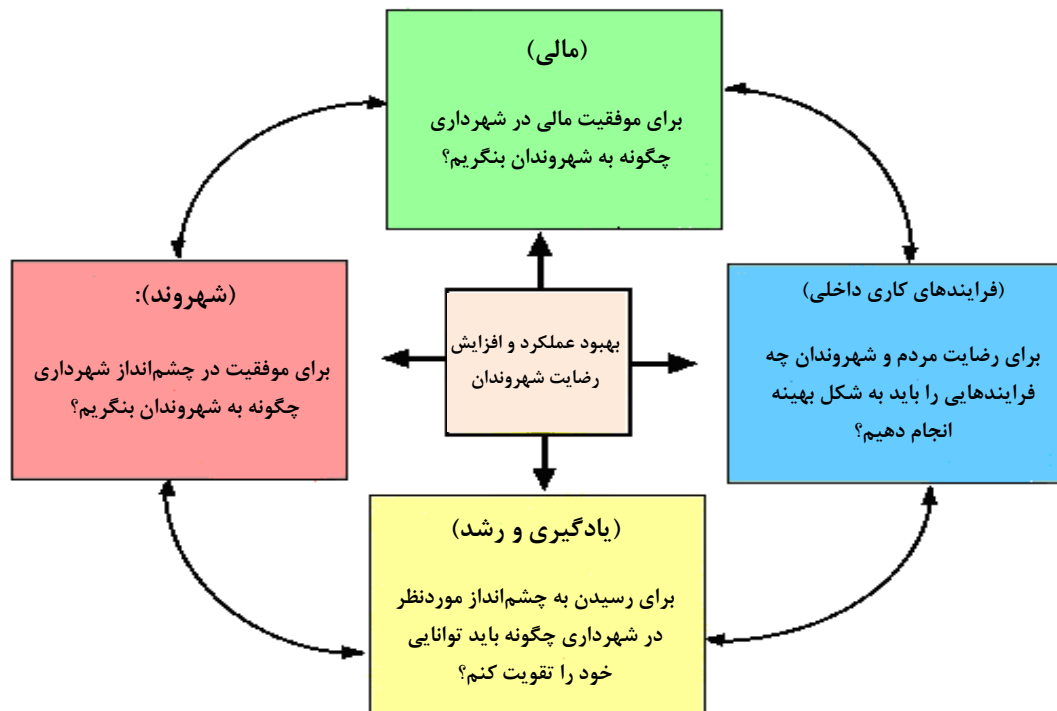 (مالی)
برای موفقیت مالی در شهرداری
چگونه به شهروندان بنگریم؟
(فرایندهای کاری داخلی)
برای رضایت مردم و شهروندان چه
فرایندهایی را باید به شکل بهینه
انجام دهیم؟
بهبود عملکرد و افزایش
رضایت شهروندان
(شهروند):
برای موفقیت در چشم‌انداز شهرداری
چگونه به شهروندان بنگریم؟
(یادگیری و رشد)
برای رسیدن به چشم‌انداز موردنظر
در شهرداری چگونه باید توانایی
خود را تقویت کنم؟